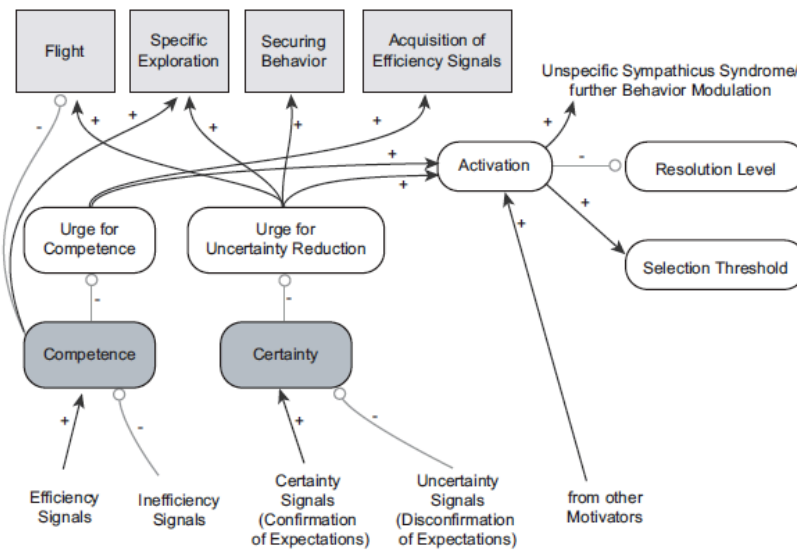 Flight
Specific
Exploration
Securing
Behavior
Acquisition of
Efficiency Signals
Unspecific Sympathicus Syndrome/
further Behavior Modulation
-
+
+
+
+
+
+
+
+
Activation
-
Resolution Level
+
+
Urge for
Competence
Urge for
Uncertainty Reduction
Selection Threshold
-
-
Competence
Certainty
+
-
+
-
Efficiency
Signals
Inefficiency
Signals
Certainty
Signals
(Confirmation
of Expectations)
Uncertainty
Signals
(Disconfirmation
of Expectations)
from other
Motivators